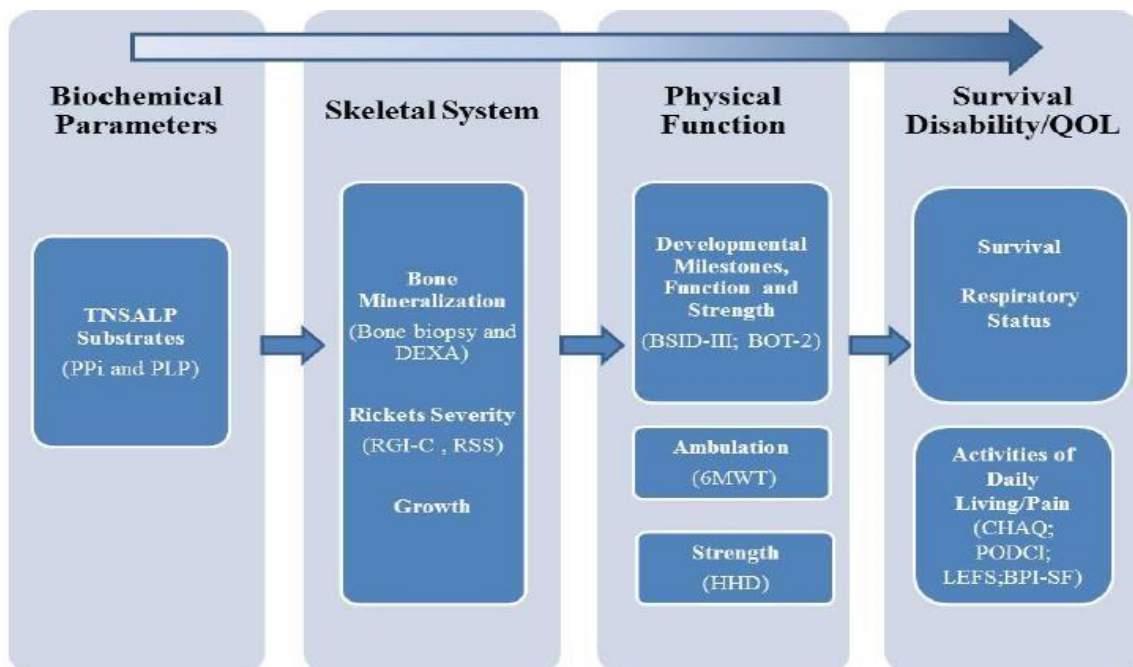 Biochemical
Parameters
TNSALP
Substrates
(PPi and PLP)
Skeletal System
Bone
Mineralization
(Bone biopsy and
DEXA)
Rickets Severity
(RGI-C , RSS)
Growth
Physical
Function
Developmental
Milestones,
Function and
Strength
(BSID-III; BOT-2)
Ambulation
(6MWT)
Strength
(HHD)
Survival
Disability/QOL
Survival
Respiratory
Status
Activities of
Daily
Living/Pain
(CHAQ;
PODCI;
LEFS;BPI-SF)